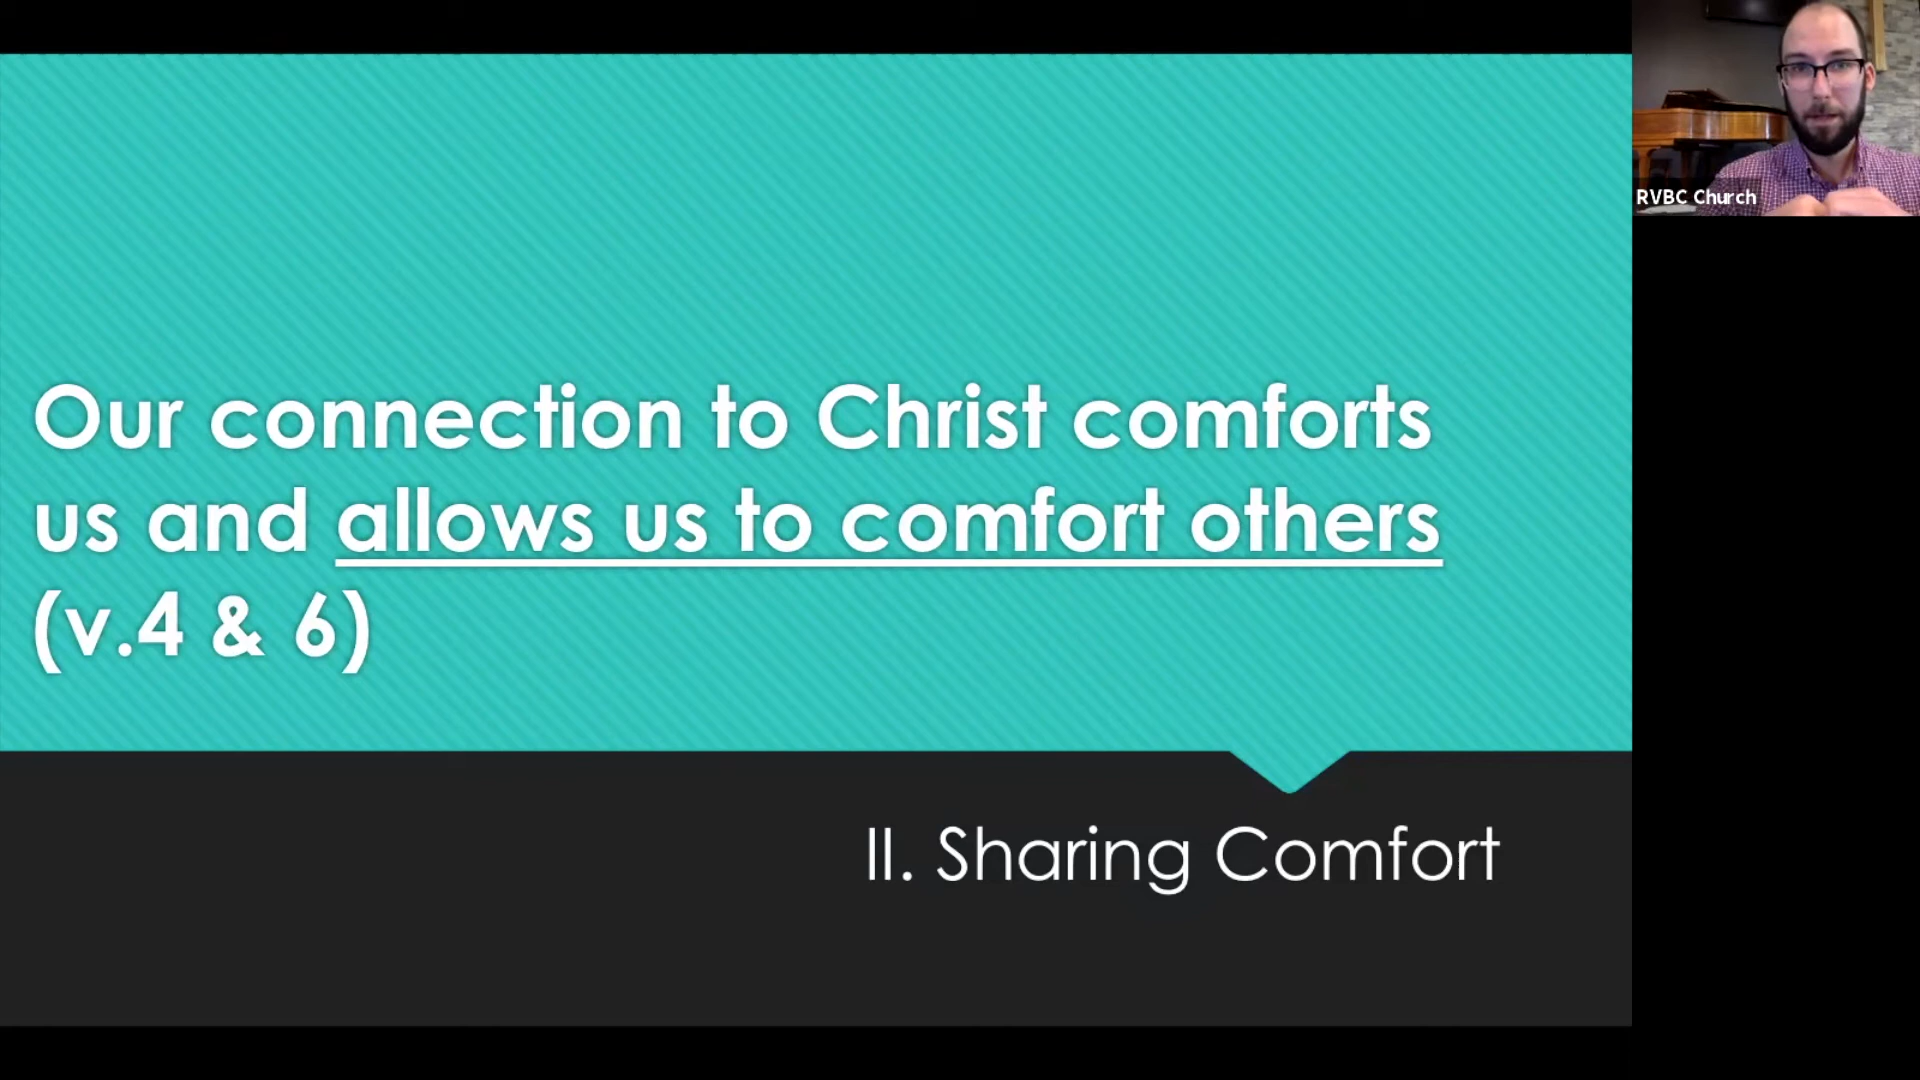 Our connection to Christ comforts
us and allows us to comfort others
(v.4 & 6)
II. Sharing Comfort
RVBC Church